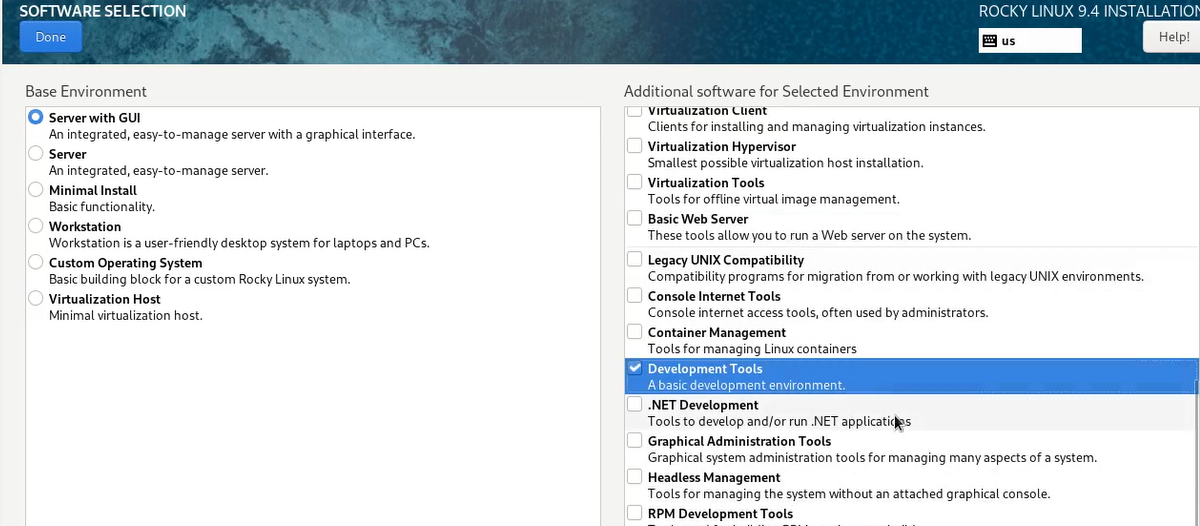 SOFTWARE SELECTION
ROCKY LINUX 9.4 INSTALLATION
Done
us
Help!
Base Environment
Server with GUI
An integrated, easy-to-manage server with a graphical interface.
Server
An integrated, easy-to-manage server.
Minimal Install
Basic functionality.
Workstation
Workstation is a user-friendly desktop system for laptops and PCs.
Custom Operating System
Basic building block for a custom Rocky Linux system.
Virtualization Host
Minimal virtualization host.
Additional software for Selected Environment
Virtualization Client
Clients for installing and managing virtualization instances.
Virtualization Hypervisor
Smallest possible virtualization host installation.
Virtualization Tools
Tools for offline virtual image management.
Basic Web Server
These tools allow you to run a Web server on the system.
Legacy UNIX Compatibility
Compatibility programs for migration from or working with legacy UNIX environments.
Console Internet Tools
Console internet access tools, often used by administrators.
Container Management
Tools for managing Linux containers
Development Tools
A basic development environment.
.NET Development
Tools to develop and/or run .NET applications
Graphical Administration Tools
Graphical system administration tools for managing many aspects of a system.
Headless Management
Tools for managing the system without an attached graphical console.
RPM Development Tools